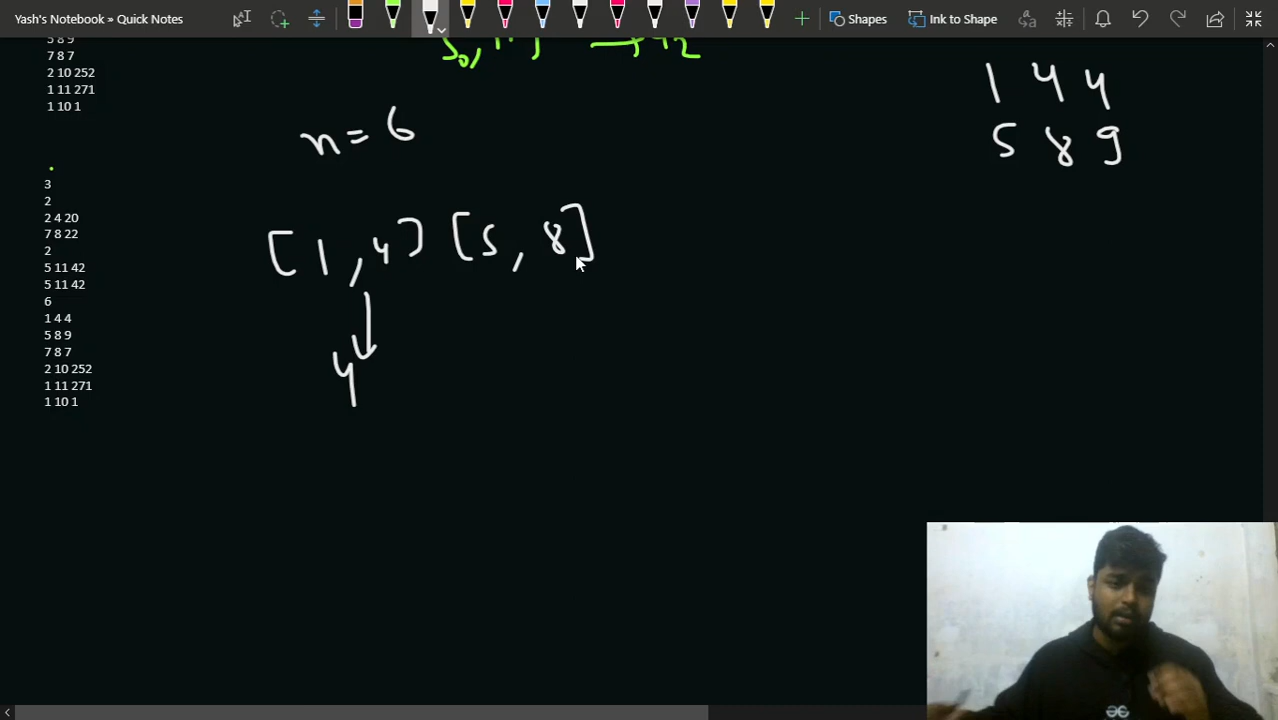 Yash's Notebook » Quick Notes
Shapes
Ink to Shape
5 8 9
7 8 7
2 10 252
1 11 271
1 10 1
1 4 4
5 8 9
n = 6
3
2
2 4 20
7 8 22
2
5 11 42
5 11 42
6
1 4 4
5 8 9
7 8 7
2 10 252
1 11 271
1 10 1
[1, 4] [5, 8]
4